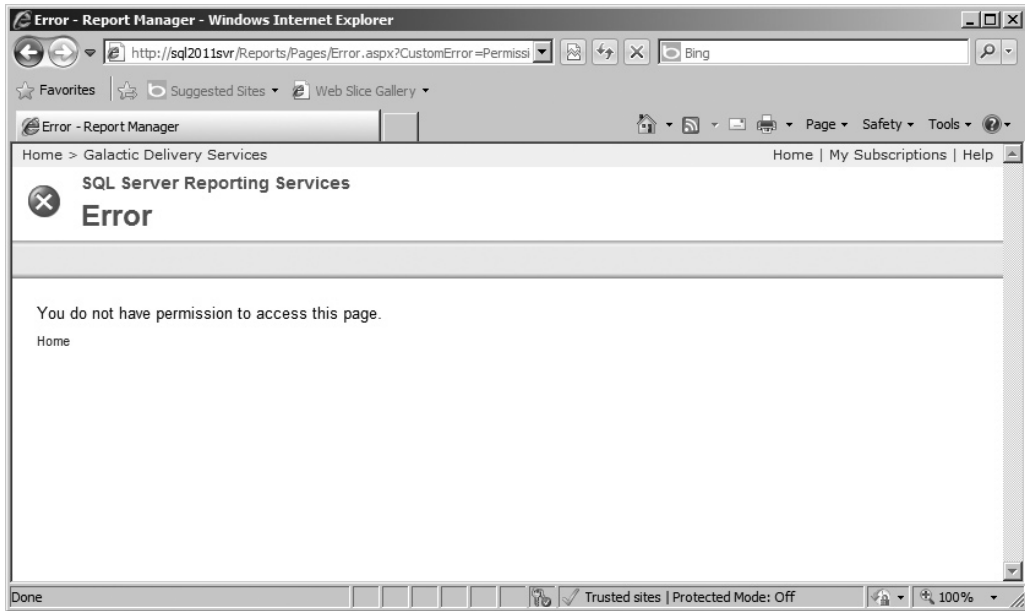 Error - Report Manager - Windows Internet Explorer
http://sql2011svr/Reports/Pages/Error.aspx?CustomError=Permissi
Bing
Favorites
Suggested Sites
Web Slice Gallery
Error - Report Manager
Page
Safety
Tools
Home > Galactic Delivery Services
Home | My Subscriptions | Help
SQL Server Reporting Services
Error
You do not have permission to access this page.
Home
Done
Trusted sites | Protected Mode: Off
100%